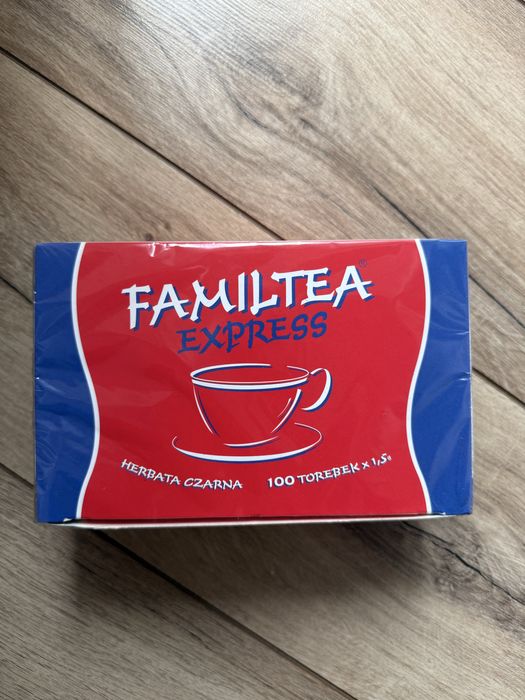 FAMILTEA®
EXPRESS
HERBATA CZARNA 100 TOREBEK x 1,5g